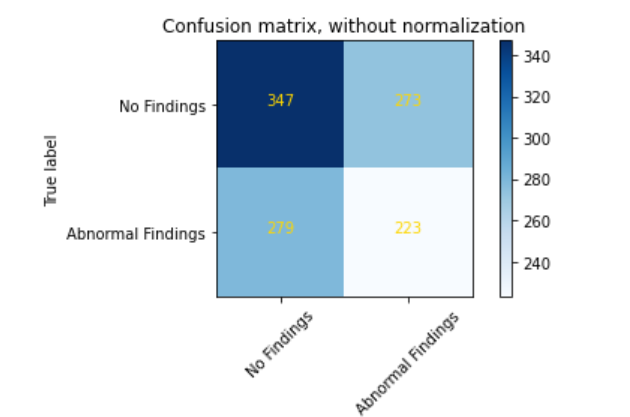 Confusion matrix, without normalization
True label
No Findings
347
273
Abnormal Findings
279
223
No Findings
Abnormal Findings
340
320
300
280
260
240